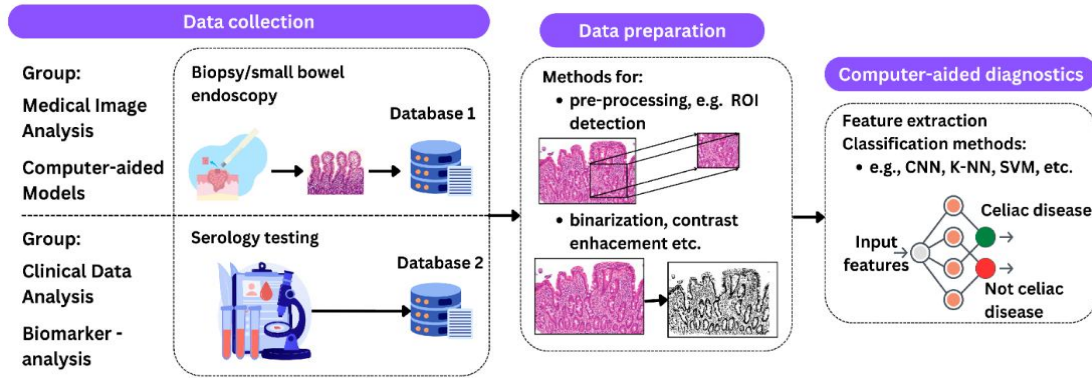 Data collection
Group:
Medical Image
Analysis
Computer-aided
Models
Biopsy/small bowel
endoscopy
Database 1
Group:
Clinical Data
Analysis
Biomarker -
analysis
Serology testing
Database 2
Data preparation
Methods for:
• pre-processing, e.g. ROI
detection
• binarization, contrast
enhacement etc.
Computer-aided diagnostics
Feature extraction
Classification methods:
• e.g., CNN, K-NN, SVM, etc.
Input
features
Celiac disease
Not celiac
disease